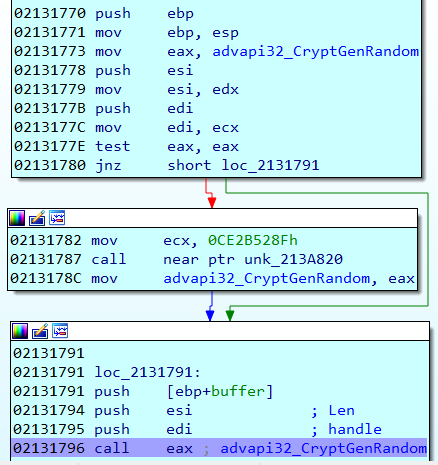 02131770 push ebp
02131771 mov ebp, esp
02131773 mov eax, advapi32_CryptGenRandom
02131778 push esi
02131779 mov esi, edx
0213177B push edi
0213177C mov edi, ecx
0213177E test eax, eax
02131780 jnz short loc_2131791
02131782 mov ecx, 0CE2B528Fh
02131787 call near ptr unk_213A820
0213178C mov advapi32_CryptGenRandom, eax
02131791
02131791 loc_2131791:
02131791 push [ebp+buffer]
02131794 push esi ; Len
02131795 push edi ; handle
02131796 call eax ; advapi32_CryptGenRandom